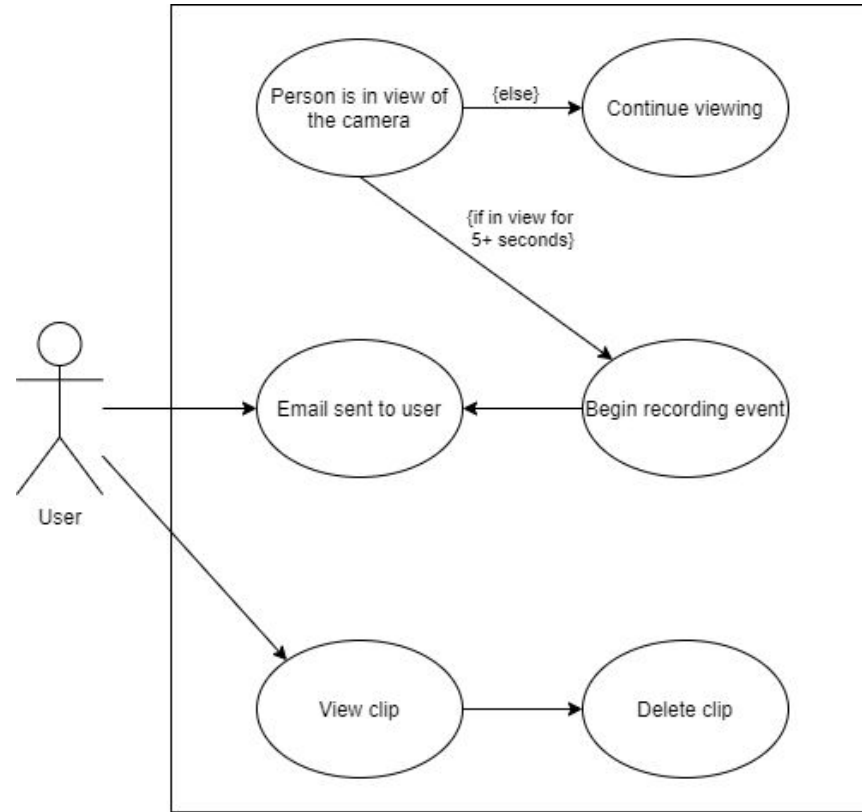 Person is in view of
the camera
{else}
Continue viewing
{if in view for
5+ seconds}
Email sent to user
Begin recording event
User
View clip
Delete clip